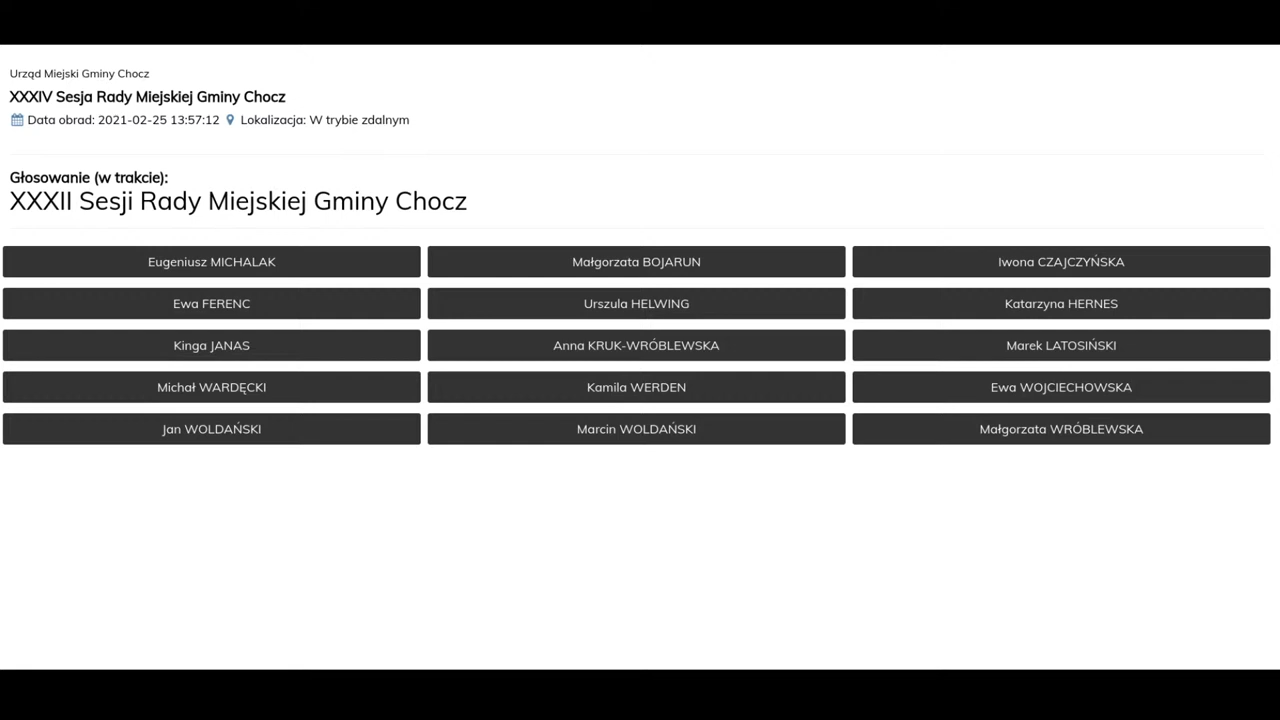 Urząd Miejski Gminy Chocz
XXXIV Sesja Rady Miejskiej Gminy Chocz
Data obrad: 2021-02-25 13:57:12 Lokalizacja: W trybie zdalnym
Głosowanie (w trakcie):
XXXII Sesji Rady Miejskiej Gminy Chocz
Eugeniusz MICHALAK Małgorzata BOJARUN Iwona CZAJCZYŃSKA
Ewa FERENC Urszula HELWING Katarzyna HERNES
Kinga JANAS Anna KRUK-WRÓBLEWSKA Marek LATOSIŃSKI
Michał WARDĘCKI Kamila WERDEN Ewa WOJCIECHOWSKA
Jan WOLDAŃSKI Marcin WOLDAŃSKI Małgorzata WRÓBLEWSKA